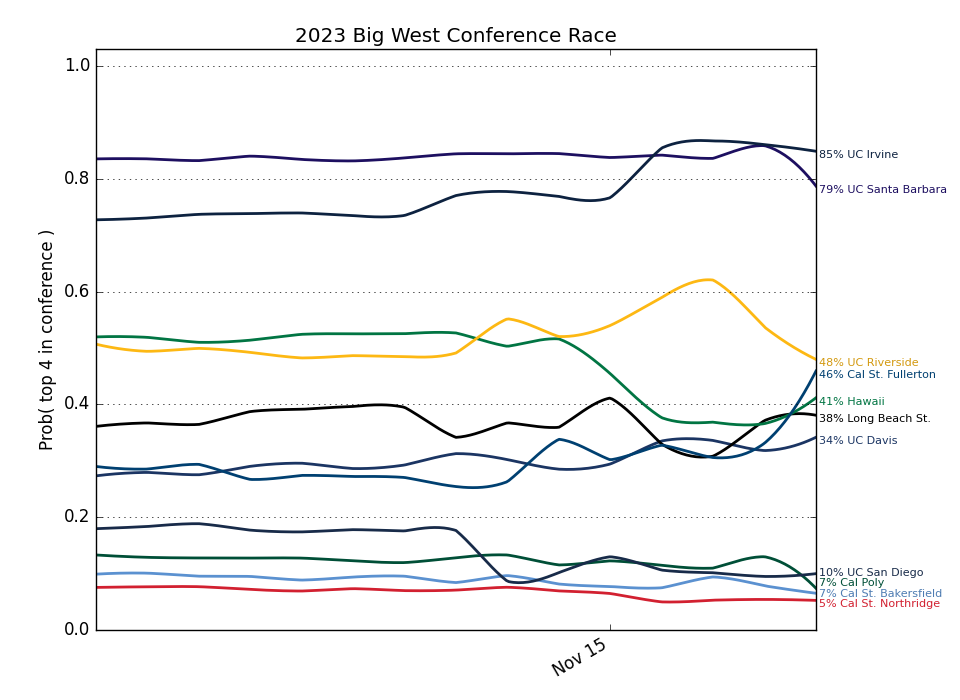 2023 Big West Conference Race
Prob( top 4 in conference )
1.0
0.8
0.6
0.4
0.2
0.0
Nov 15
85% UC Irvine
79% UC Santa Barbara
48% UC Riverside
46% Cal St. Fullerton
41% Hawaii
38% Long Beach St.
34% UC Davis
10% UC San Diego
7% Cal Poly
7% Cal St. Bakersfield
5% Cal St. Northridge